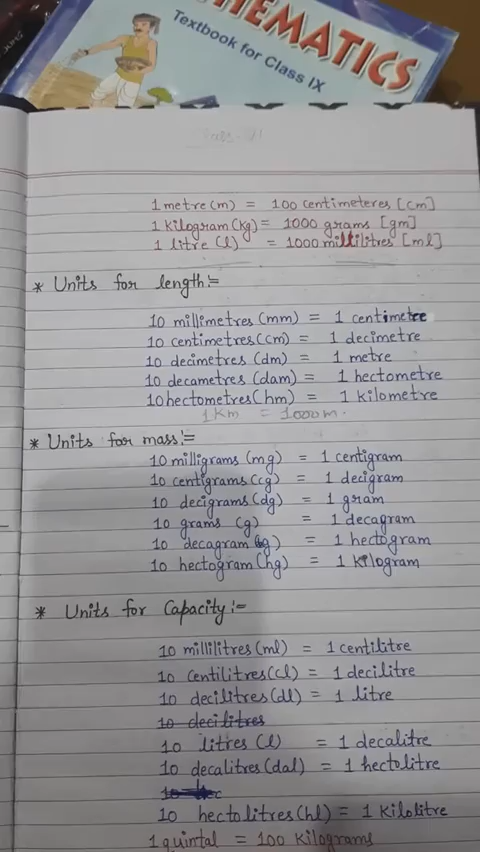 HEMATICS
Textbook for Class IX
1 metre (m) = 100 centimeteres [cm]
1 kilogram (kg) = 1000 grams [gm]
1 litre (l) = 1000 millilitres [ml]
* Units for length:=
10 millimetres (mm) = 1 centimetre
10 centimetres (cm) = 1 decimetre
10 decimetres (dm) = 1 metre
10 decametres (dam) = 1 hectometre
10 hectometres (hm) = 1 kilometre
1 Km = 1000 m.
* Units for mass:=
10 milligrams (mg) = 1 centigram
10 centigrams (cg) = 1 decigram
10 decigrams (dg) = 1 gram
10 grams (g) = 1 decagram
10 decagram = 1 hectogram
10 hectogram (hg) = 1 kilogram
* Units for Capacity:=
10 millilitres (ml) = 1 centilitre
10 centilitres (cl) = 1 decilitre
10 decilitres (dl) = 1 litre
10 decilitres
10 litres (l) = 1 decalitre
10 decalitres (dal) = 1 hectolitre
10
10 hectolitres (hl) = 1 kilolitre
1 quintal = 100 kilograms